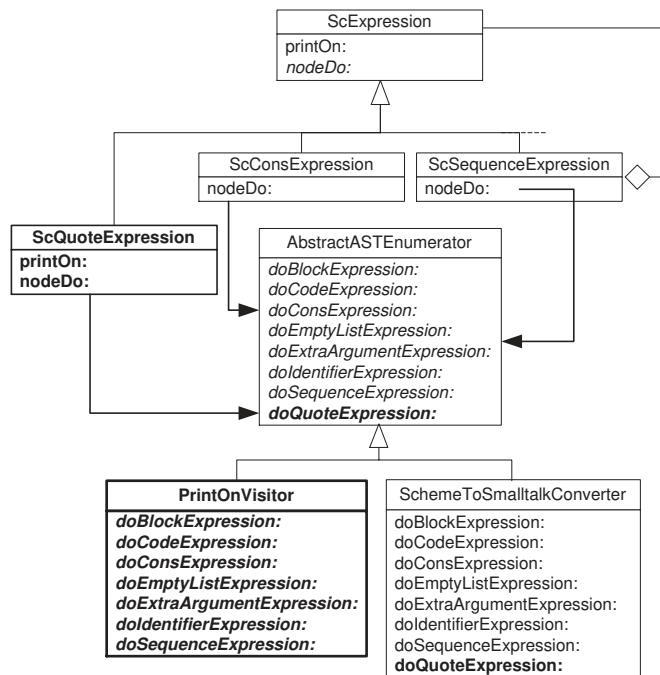 ScExpression
printOn:
nodeDo:
ScConsExpression
nodeDo:
ScSequenceExpression
nodeDo:
ScQuoteExpression
printOn:
nodeDo:
AbstractASTEnumerator
doBlockExpression:
doCodeExpression:
doConsExpression:
doEmptyListExpression:
doExtraArgumentExpression:
doIdentifierExpression:
doSequenceExpression:
doQuoteExpression:
PrintOnVisitor
doBlockExpression:
doCodeExpression:
doConsExpression:
doEmptyListExpression:
doExtraArgumentExpression:
doIdentifierExpression:
doSequenceExpression:
SchemeToSmalltalkConverter
doBlockExpression:
doCodeExpression:
doConsExpression:
doEmptyListExpression:
doExtraArgumentExpression:
doIdentifierExpression:
doSequenceExpression:
doQuoteExpression: